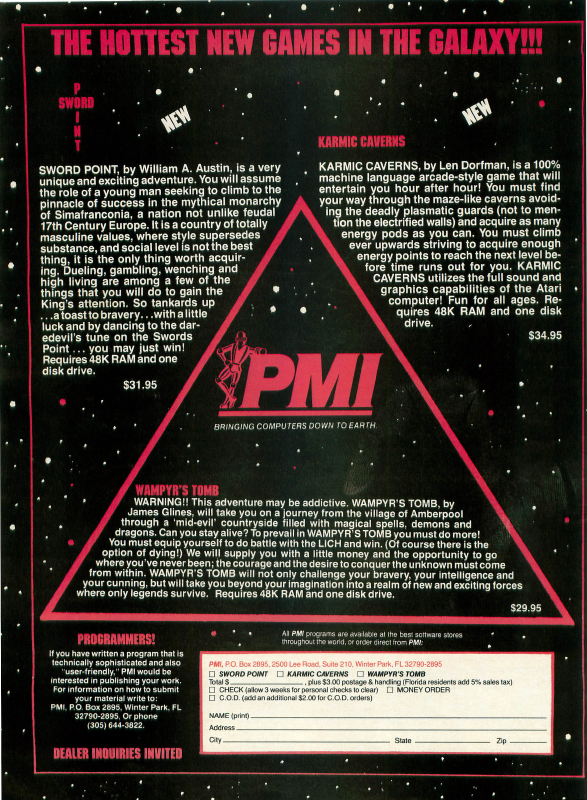 THE HOTTEST NEW GAMES IN THE GALAXY!!!
SWORD
POINT
NEW
SWORD POINT, by William A. Austin, is a very
unique and exciting adventure. You will assume
the role of a young man seeking to climb to the
pinnacle of success in the mythical monarchy
of Simafranconia, a nation not unlike feudal
17th Century Europe. It is a country of totally
masculine values, where style supersedes
substance, and social level is not the best
thing, it is the only thing worth acquir-
ing. Dueling, gambling, wenching and
high living are among a few of the
things that you will do to gain the
King's attention. So tankards up
...a toast to bravery...with a little
luck and by dancing to the dar-
edevil's tune on the Swords
Point ... you may just win!
Requires 48K RAM and one
disk drive.
$31.95
NEW
KARMIC CAVERNS
KARMIC CAVERNS, by Len Dorfman, is a 100%
machine language arcade-style game that will
entertain you hour after hour! You must find
your way through the maze-like caverns avoid-
ing the deadly plasmatic guards (not to men-
tion the electrified walls) and acquire as many
energy pods as you can. You must climb
ever upwards striving to acquire enough
energy points to reach the next level be-
fore time runs out for you. KARMIC
CAVERNS utilizes the full sound and
graphics capabilities of the Atari
computer! Fun for all ages. Re-
quires 48K RAM and one disk
drive.
$34.95
PMI
BRINGING COMPUTERS DOWN TO EARTH.
WAMPYR'S TOMB
WARNING!! This adventure may be addictive. WAMPYR'S TOMB, by
James Glines, will take you on a journey from the village of Amberpool
through a 'mid-evil' countryside filled with magical spells, demons and
dragons. Can you stay alive? To prevail in WAMPYR'S TOMB you must do more!
You must equip yourself to do battle with the LICH and win. (Of course there is the
option of dying!) We will supply you with a little money and the opportunity to go
where you've never been; the courage and the desire to conquer the unknown must come
from within. WAMPYR'S TOMB will not only challenge your bravery, your inteligence and
your cunning, but will take you beyond your imagination into a realm of new and exciting forces
where only legends survive. Requires 48K RAM and one disk drive.
$29.95
PROGRAMMERS!
If you have written a program that is
technically sophisticated and also
"user-friendly," PMI would be
interested in publishing your work.
For information on how to submit
your material write to:
PMI, P.O. Box 2895, Winter Park, FL
32790-2895. Or phone
(305) 644-3822.
DEALER INQUIRIES INVITED
All PMI programs are available at the best software stores
throughout the world, or order direct from PMI:
PMI, P.O. Box 2895, 2500 Lee Road, Suite 210, Winter Park, FL 32790-2895
☐ SWORD POINT ☐ KARMIC CAVERNS ☐ WAMPYR'S TOMB
Total $ ____________, plus $3.00 postage & handling (Florida residents add 5% sales tax)
☐ CHECK (allow 3 weeks for personal checks to clear) ☐ MONEY ORDER
☐ C.O.D. (add an additional $2.00 for C.O.D. orders)
NAME (print)
Address
City State Zip